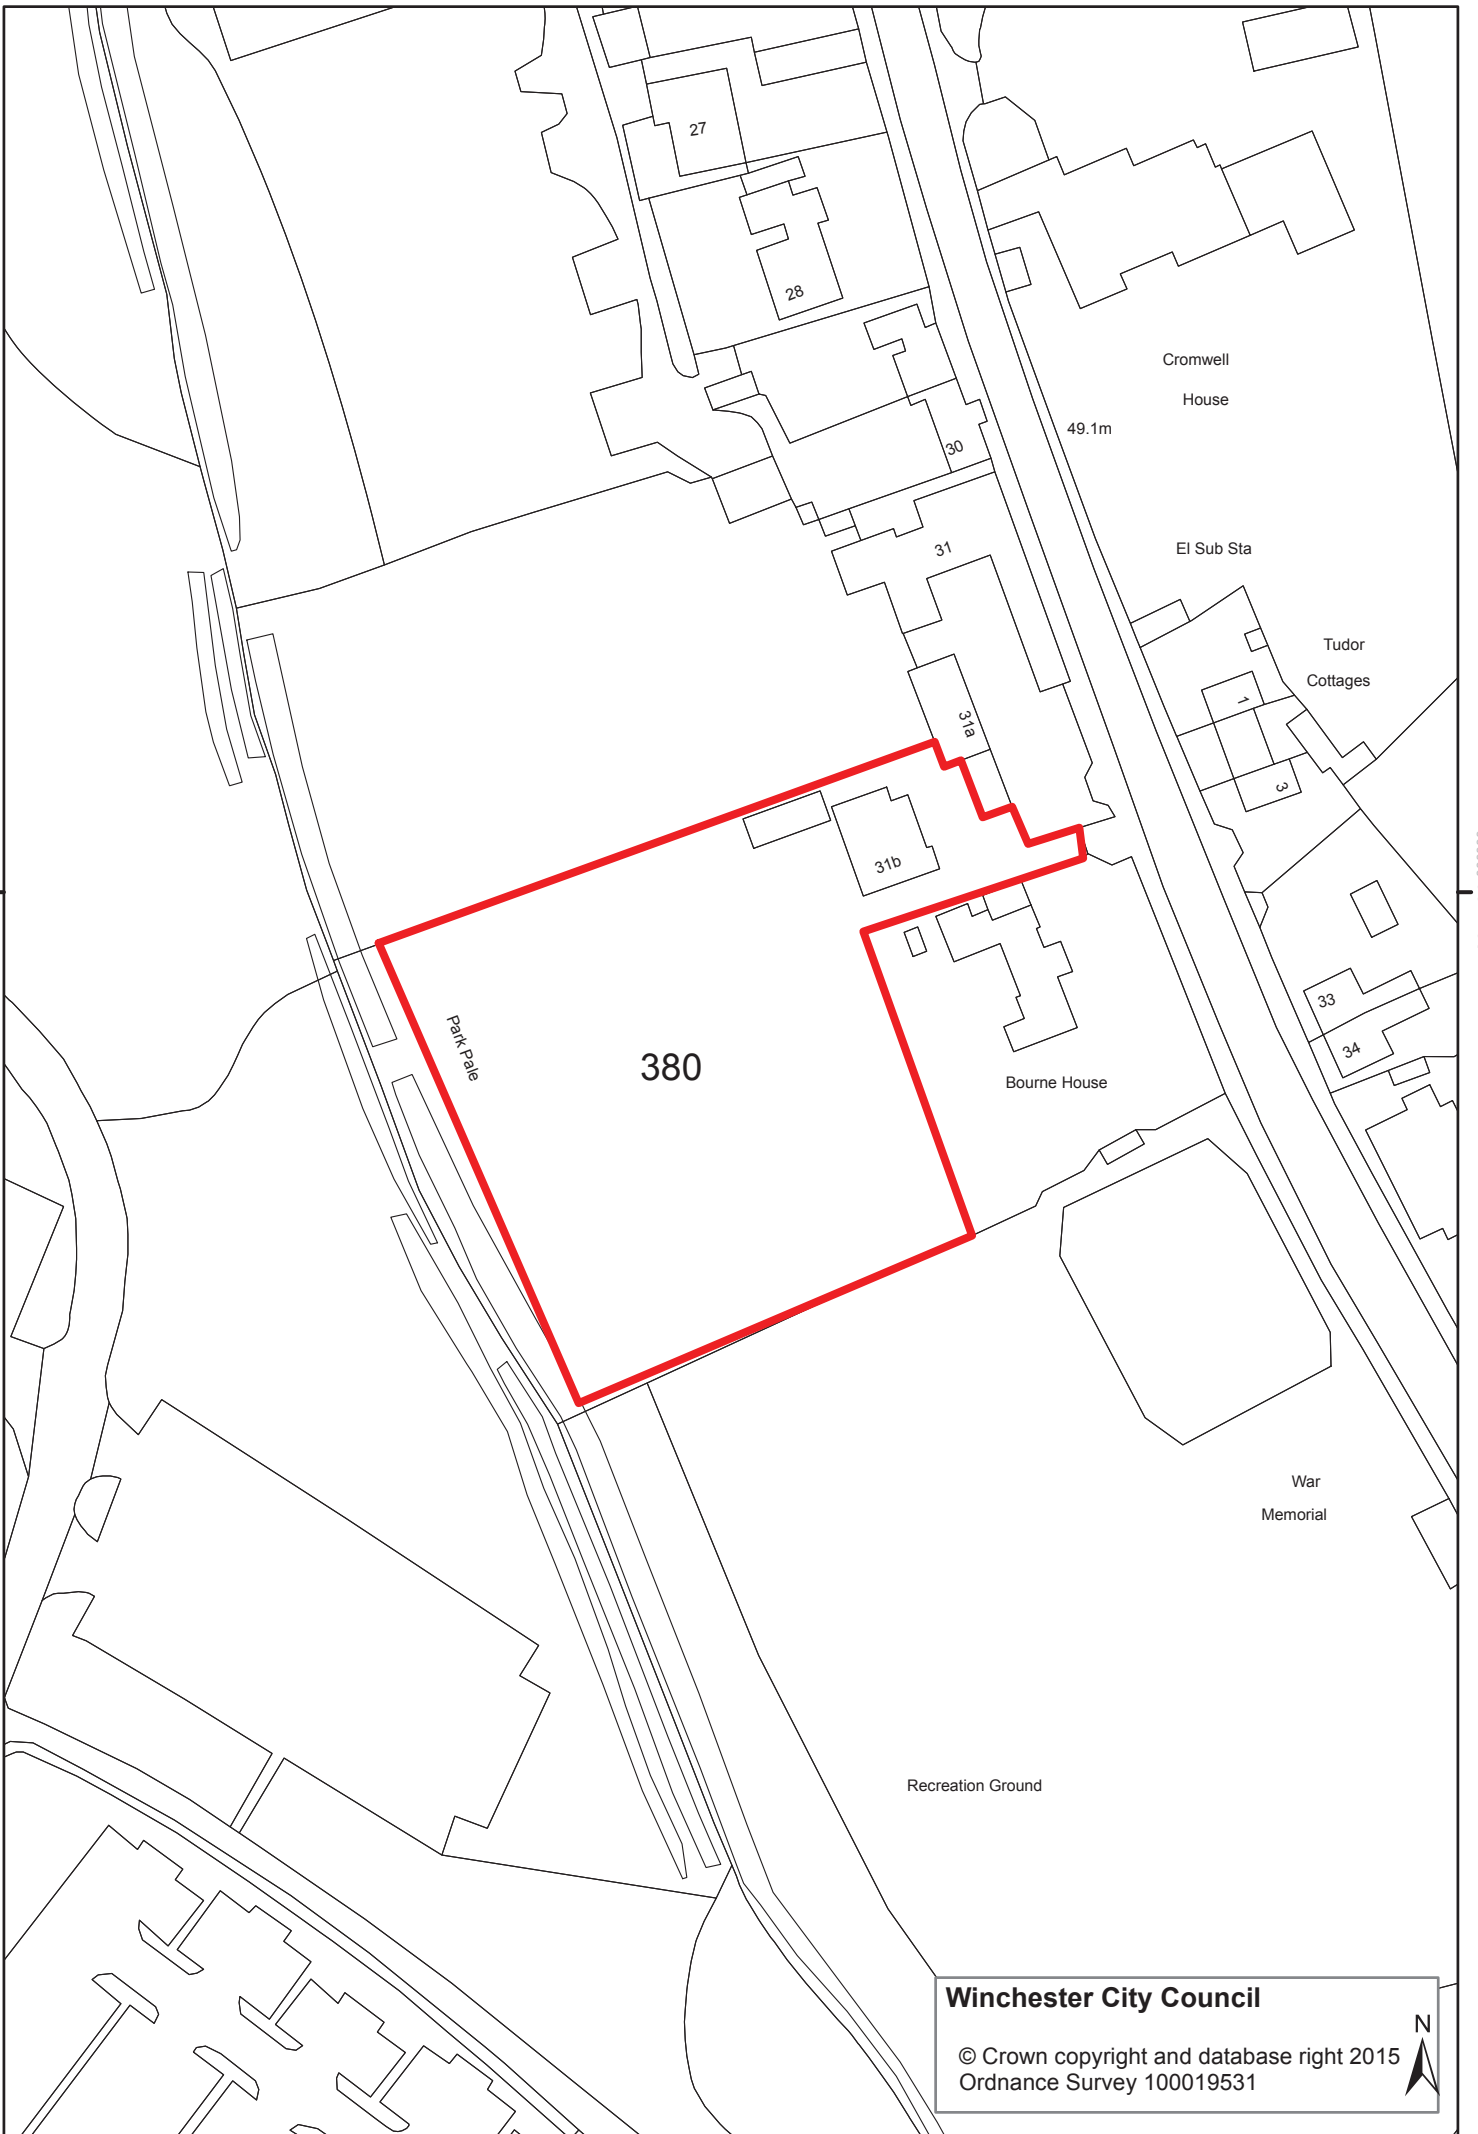 27
28
Cromwell
House
49.1m
30
31
El Sub Sta
Tudor
Cottages
1
31a
3
31b
33
34
Park Pale
380
Bourne House
War
Memorial
Recreation Ground
Winchester City Council
N
© Crown copyright and database right 2015
Ordnance Survey 100019531